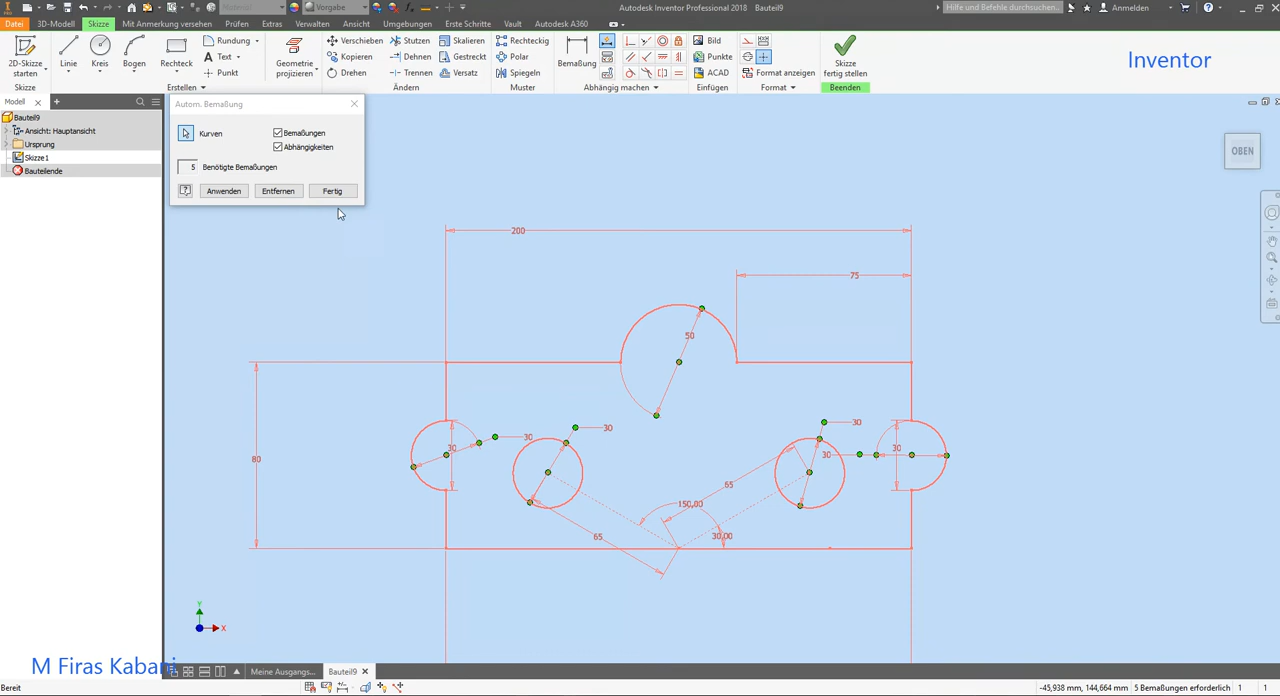 Autodesk Inventor Professional 2018 Bauteil9
Hilfe und Befehle durchsuchen...
Anmelden
Vorgabe
Datei 3D-Modell Skizze Mit Anmerkung versehen Prüfen Extras Verwalten Ansicht Umgebungen Erste Schritte Vault Autodesk A360
Rundung Verschieben Stutzen Skalieren Rechteckig Bild
Text Kopieren Dehnen Gestreckt Polar Punkte
Punkt Drehen Trennen Versatz Spiegeln ACAD Format anzeigen
2D-Skizze starten
Linie Kreis Bogen Rechteck
Geometrie projizieren
Bemaßung
Skizze fertig stellen
Skizze Erstellen Ändern Muster Abhängig machen Einfügen Format Beenden
Inventor
Modell
Bauteil9
Ansicht: Hauptansicht
Ursprung
Skizze1
Bauteilende
Autom. Bemaßung
Kurven
Bemaßungen
Abhängigkeiten
5 Benötigte Bemaßungen
Anwenden Entfernen Fertig
OBEN
200
75
50
80
30
30
30
30
30
30
65
65
150,00
30,00
Y
X
M Firas Kabani
Meine Ausgangs...
Bauteil9
Bereit
-45,938 mm, 144,664 mm 5 Bemaßungen erforderlich 1 1